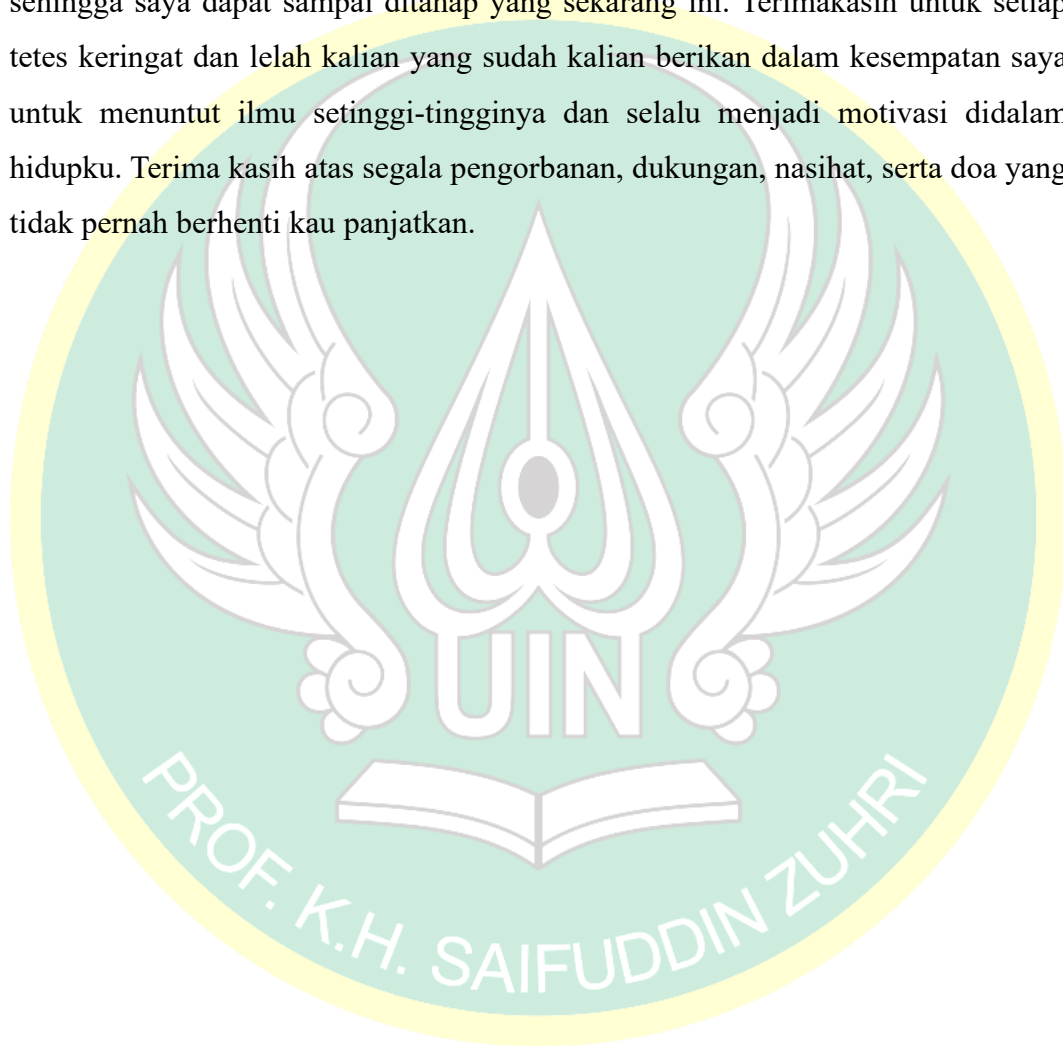 sehingga saya dapat sampai ditahap yang sekarang ini. Terimakasih untuk setiap
tetes keringat dan lelah kalian yang sudah kalian berikan dalam kesempatan saya
untuk menuntut ilmu setinggi-tingginya dan selalu menjadi motivasi didalam
hidupku. Terima kasih atas segala pengorbanan, dukungan, nasihat, serta doa yang
tidak pernah berhenti kau panjatkan.
UIN
PROF. K.H. SAIFUDDIN ZUHRI